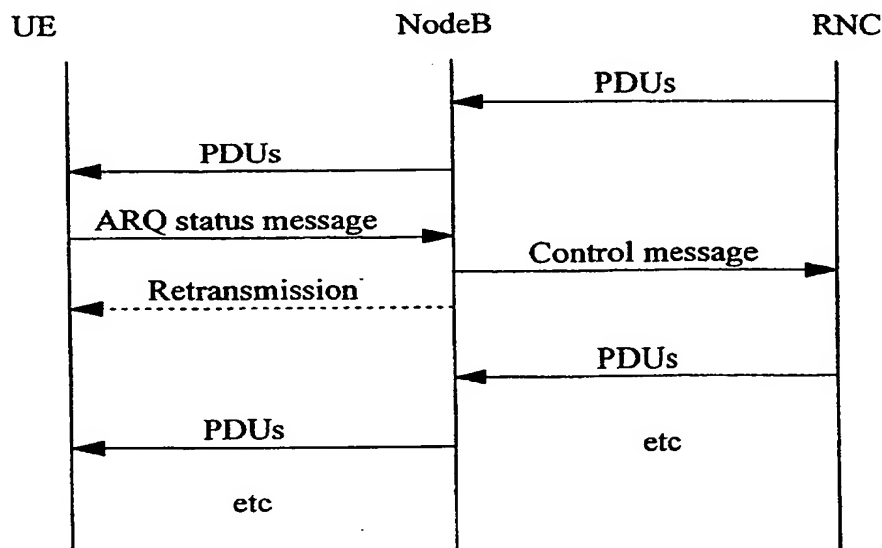 UE NodeB RNC
PDUs
PDUs
ARQ status message
Control message
Retransmission
PDUs
PDUs
etc
etc